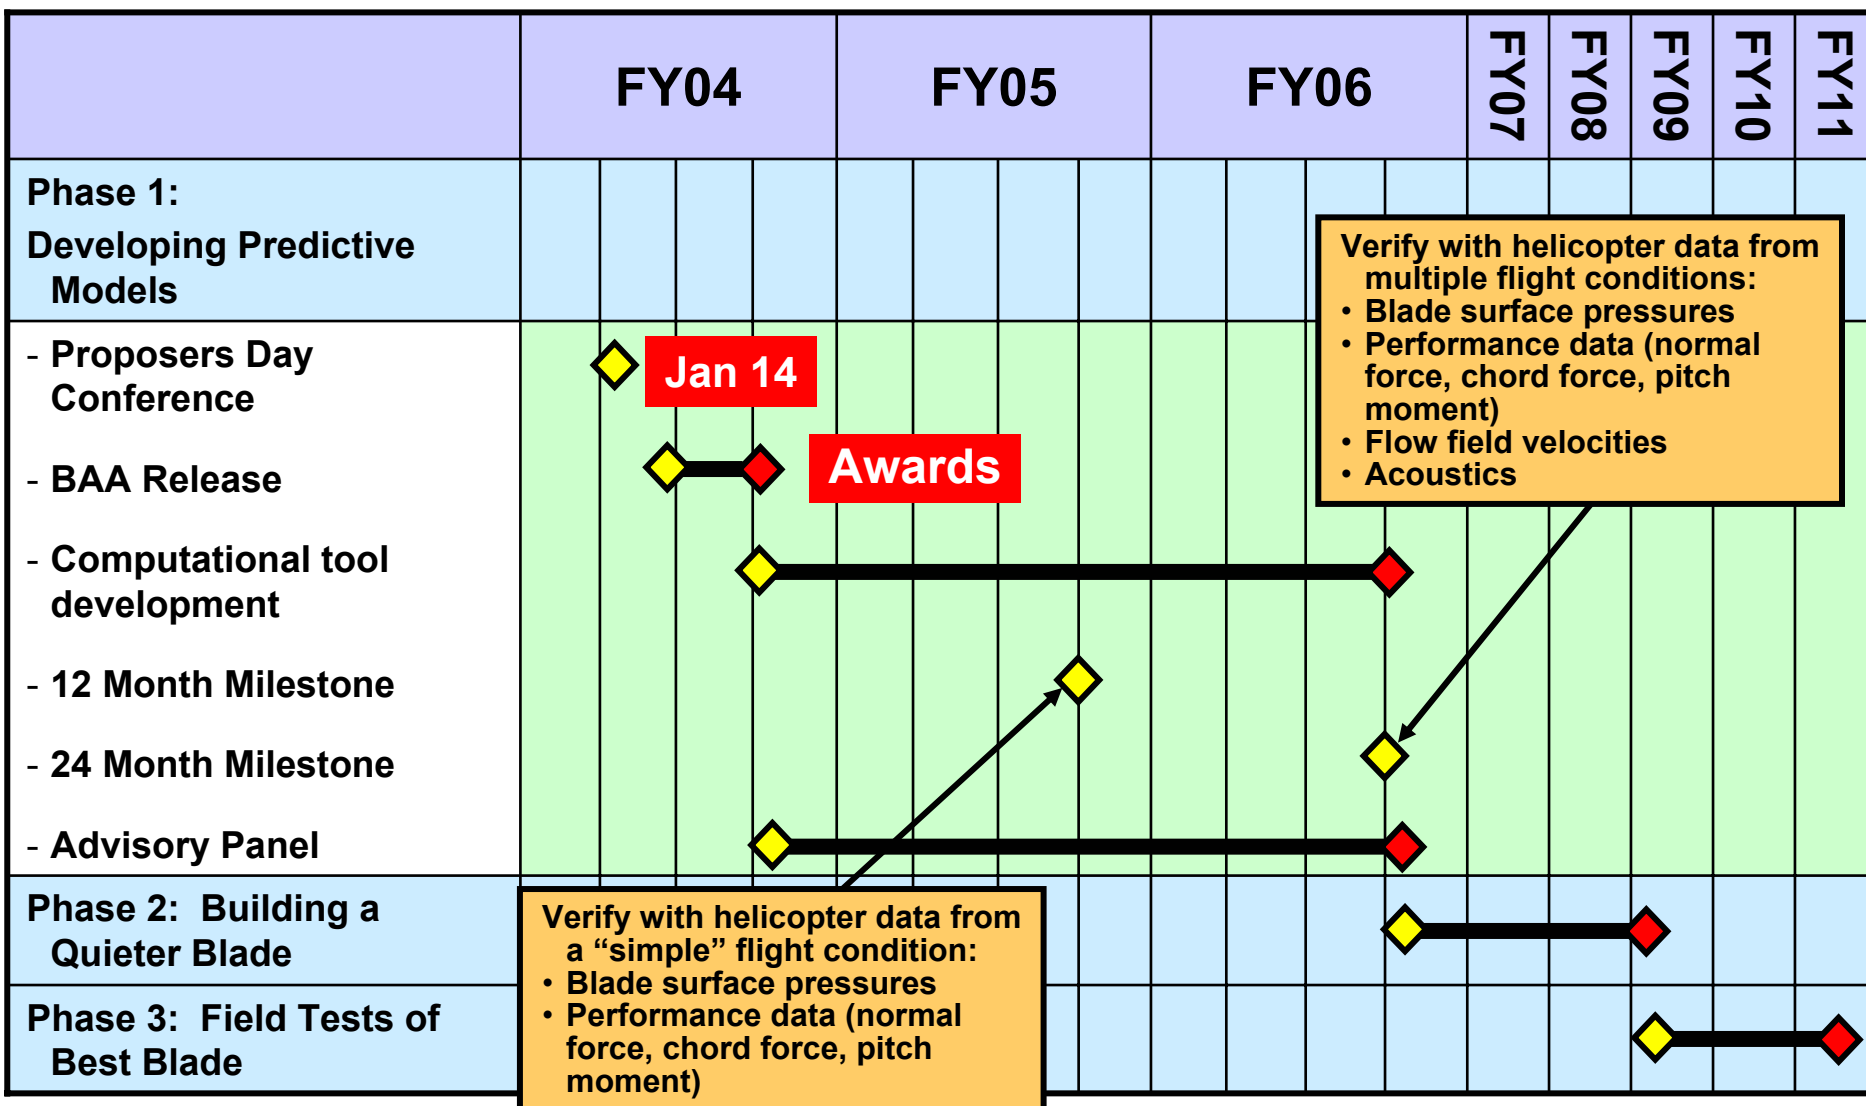 FY04
FY05
FY06
FY07
FY08
FY09
FY10
FY11
Phase 1:
Developing Predictive
Models
- Proposers Day
Conference
Jan 14
- BAA Release
Awards
- Computational tool
development
- 12 Month Milestone
- 24 Month Milestone
- Advisory Panel
Verify with helicopter data from
multiple flight conditions:
• Blade surface pressures
• Performance data (normal
force, chord force, pitch
moment)
• Flow field velocities
• Acoustics
Phase 2:  Building a
Quieter Blade
Phase 3:  Field Tests of
Best Blade
Verify with helicopter data from
a “simple” flight condition:
• Blade surface pressures
• Performance data (normal
force, chord force, pitch
moment)